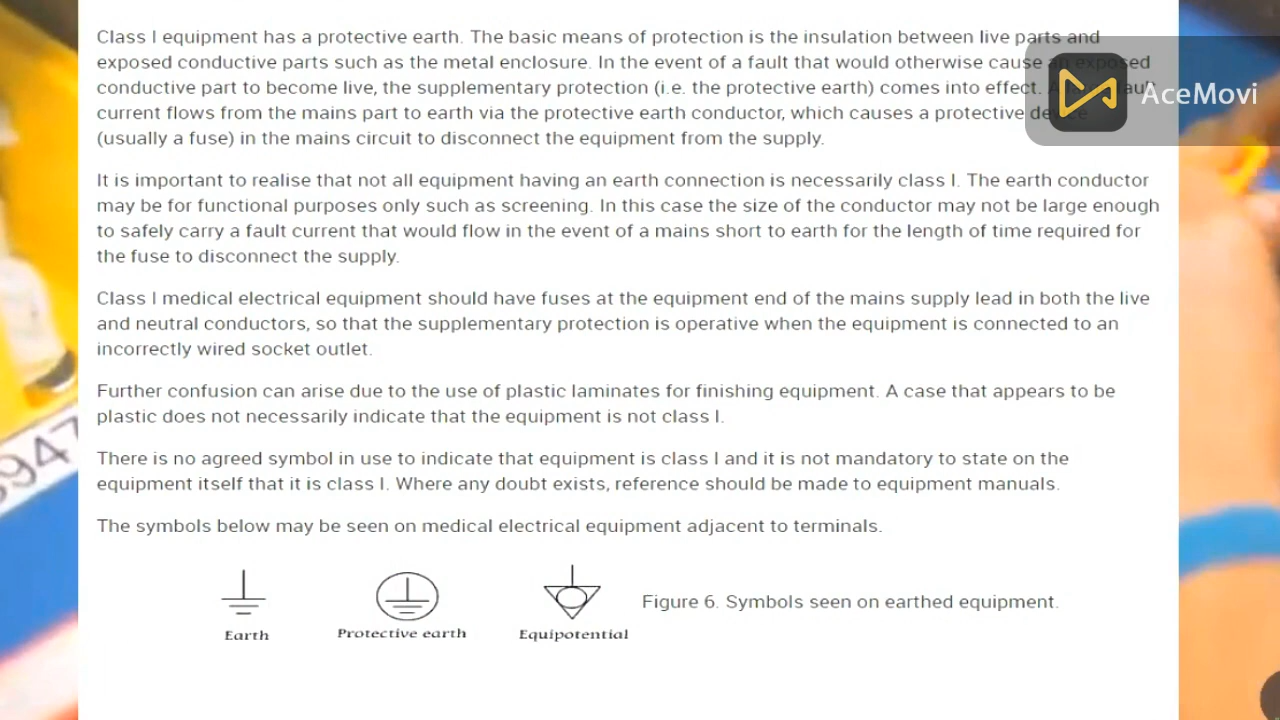 Class I equipment has a protective earth. The basic means of protection is the insulation between live parts and
exposed conductive parts such as the metal enclosure. In the event of a fault that would otherwise cause an exposed
conductive part to become live, the supplementary protection (i.e. the protective earth) comes into effect. A fault
AceMovi
current flows from the mains part to earth via the protective earth conductor, which causes a protective device
(usually a fuse) in the mains circuit to disconnect the equipment from the supply.
It is important to realise that not all equipment having an earth connection is necessarily class I. The earth conductor
may be for functional purposes only such as screening. In this case the size of the conductor may not be large enough
to safely carry a fault current that would flow in the event of a mains short to earth for the length of time required for
the fuse to disconnect the supply.
Class I medical electrical equipment should have fuses at the equipment end of the mains supply lead in both the live
and neutral conductors, so that the supplementary protection is operative when the equipment is connected to an
incorrectly wired socket outlet.
Further confusion can arise due to the use of plastic laminates for finishing equipment. A case that appears to be
plastic does not necessarily indicate that the equipment is not class I.
There is no agreed symbol in use to indicate that equipment is class I and it is not mandatory to state on the
equipment itself that it is class I. Where any doubt exists, reference should be made to equipment manuals.
The symbols below may be seen on medical electrical equipment adjacent to terminals.
Figure 6. Symbols seen on earthed equipment.
Earth Protective earth Equipotential